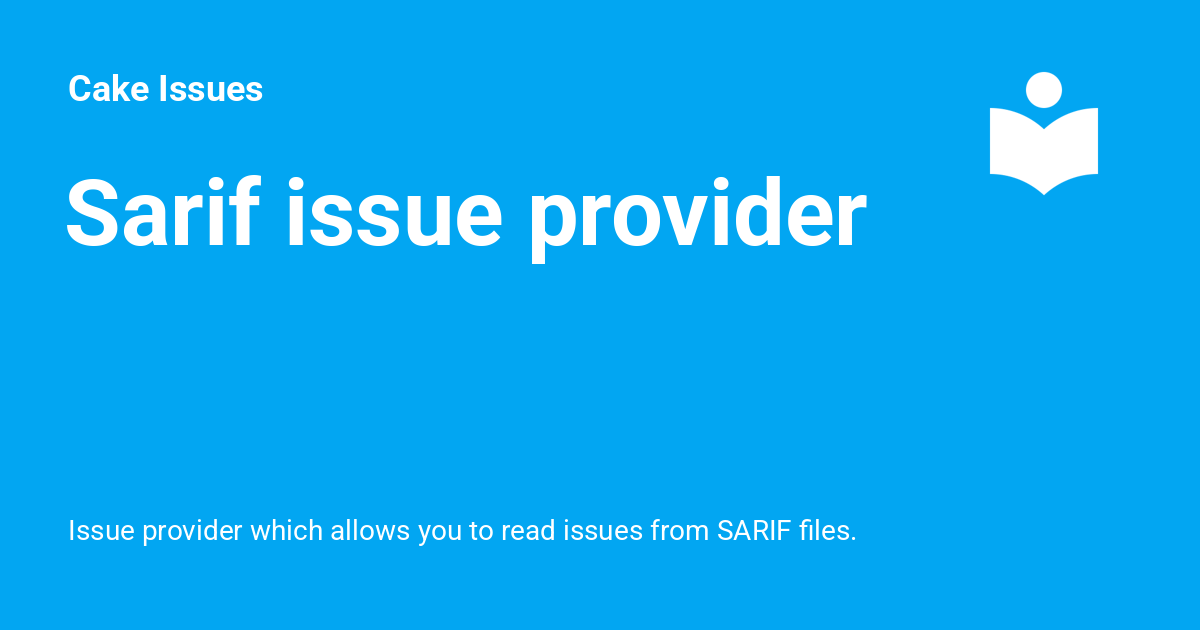 Cake Issues
Sarif issue provider
Issue provider which allows you to read issues from SARIF files.